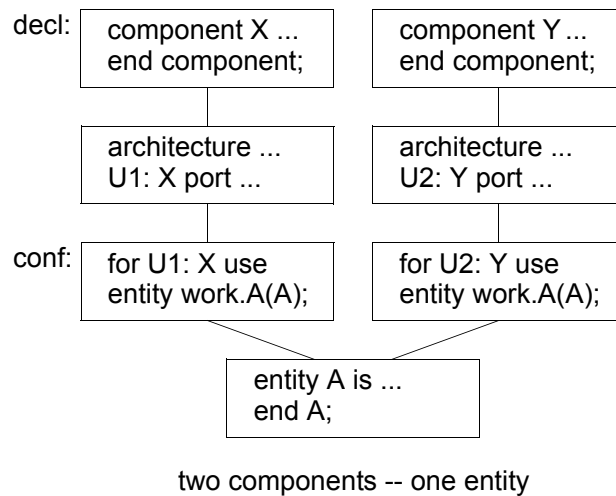 decl:
component X ...
end component;
component Y ...
end component;
architecture ...
U1: X port ...
architecture ...
U2: Y port ...
conf:
for U1: X use
entity work.A(A);
for U2: Y use
entity work.A(A);
entity A is ...
end A;
two components -- one entity